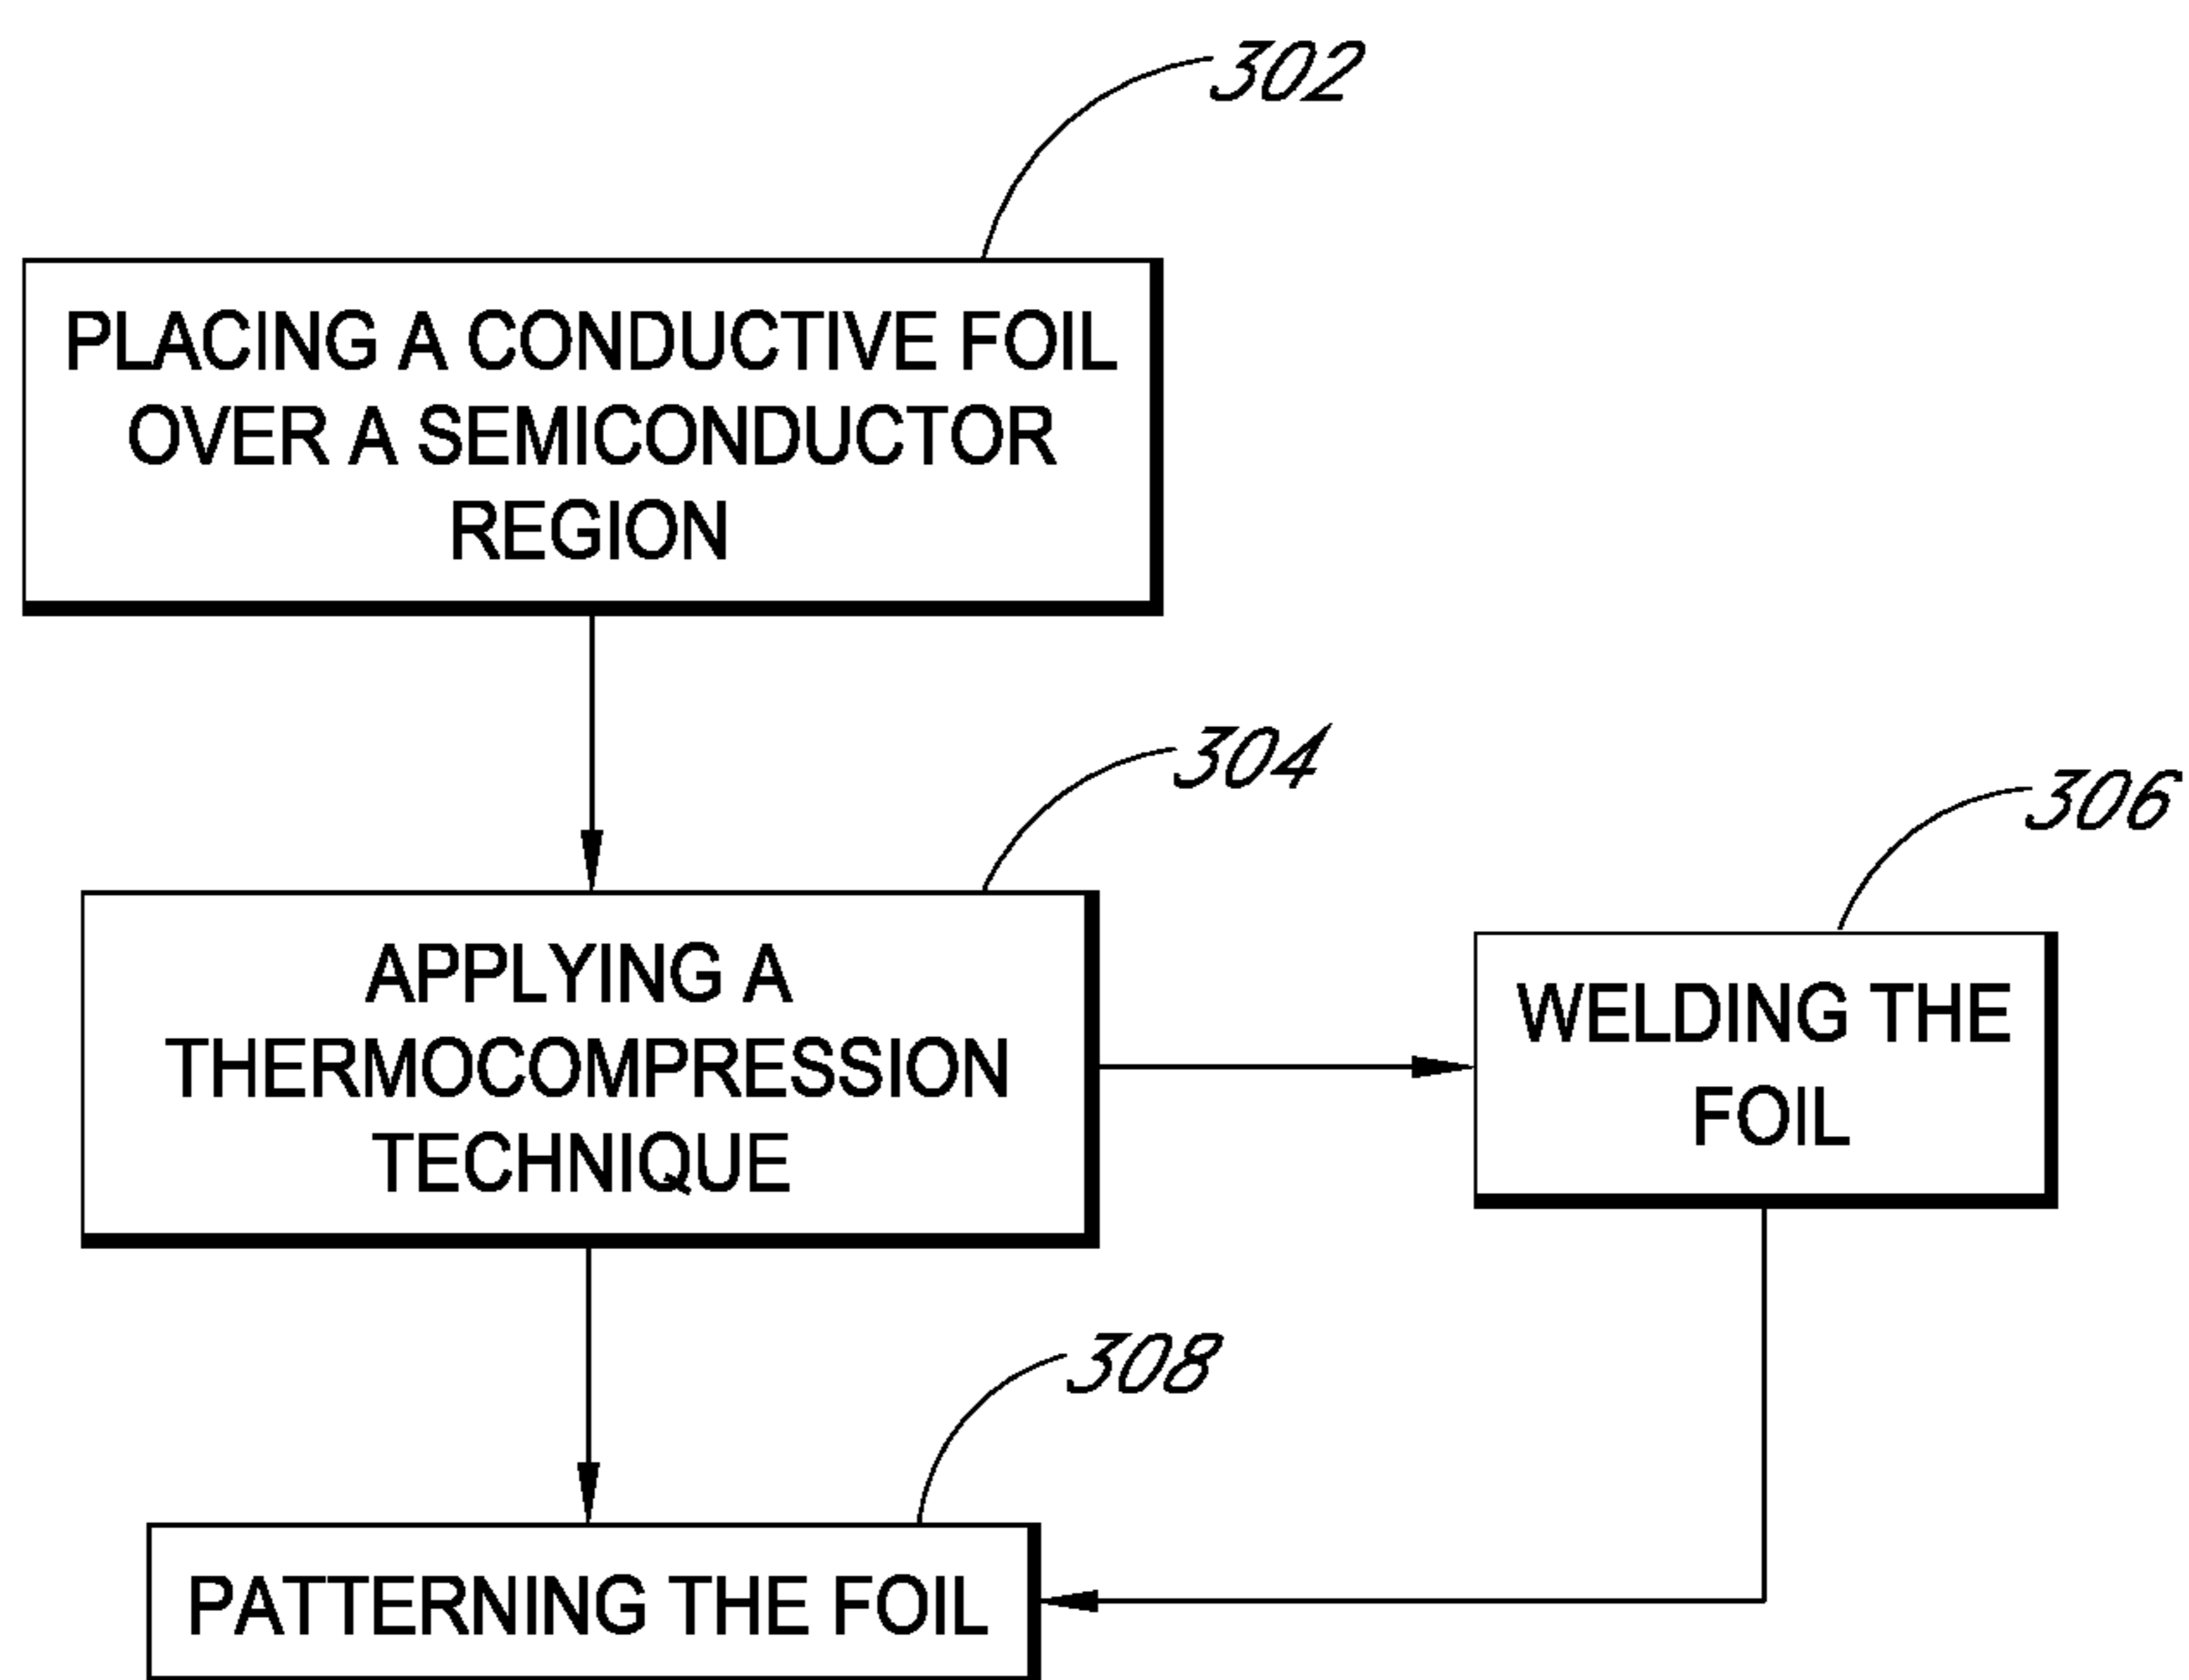 302
PLACING A CONDUCTIVE FOIL
OVER A SEMICONDUCTOR
REGION
304
APPLYING A
THERMOCOMPRESSION
TECHNIQUE
306
WELDING THE
FOIL
308
PATTERNING THE FOIL